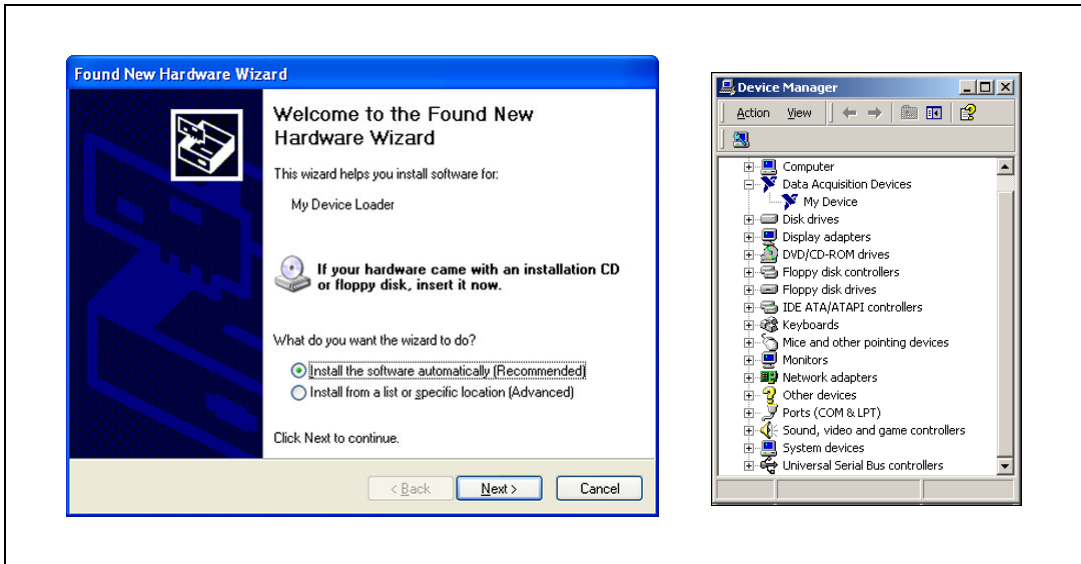 Found New Hardware Wizard
Welcome to the Found New
Hardware Wizard
This wizard helps you install software for:
My Device Loader
If your hardware came with an installation CD
or floppy disk, insert it now.
What do you want the wizard to do?
Install the software automatically (Recommended)
Install from a list or specific location (Advanced)
Click Next to continue.
< Back
Next >
Cancel
Device Manager
Action View
Computer
Data Acquisition Devices
My Device
Disk drives
Display adapters
DVD/CD-ROM drives
Floppy disk controllers
Floppy disk drives
IDE ATA/ATAPI controllers
Keyboards
Mice and other pointing devices
Monitors
Network adapters
Other devices
Ports (COM & LPT)
Sound, video and game controllers
System devices
Universal Serial Bus controllers